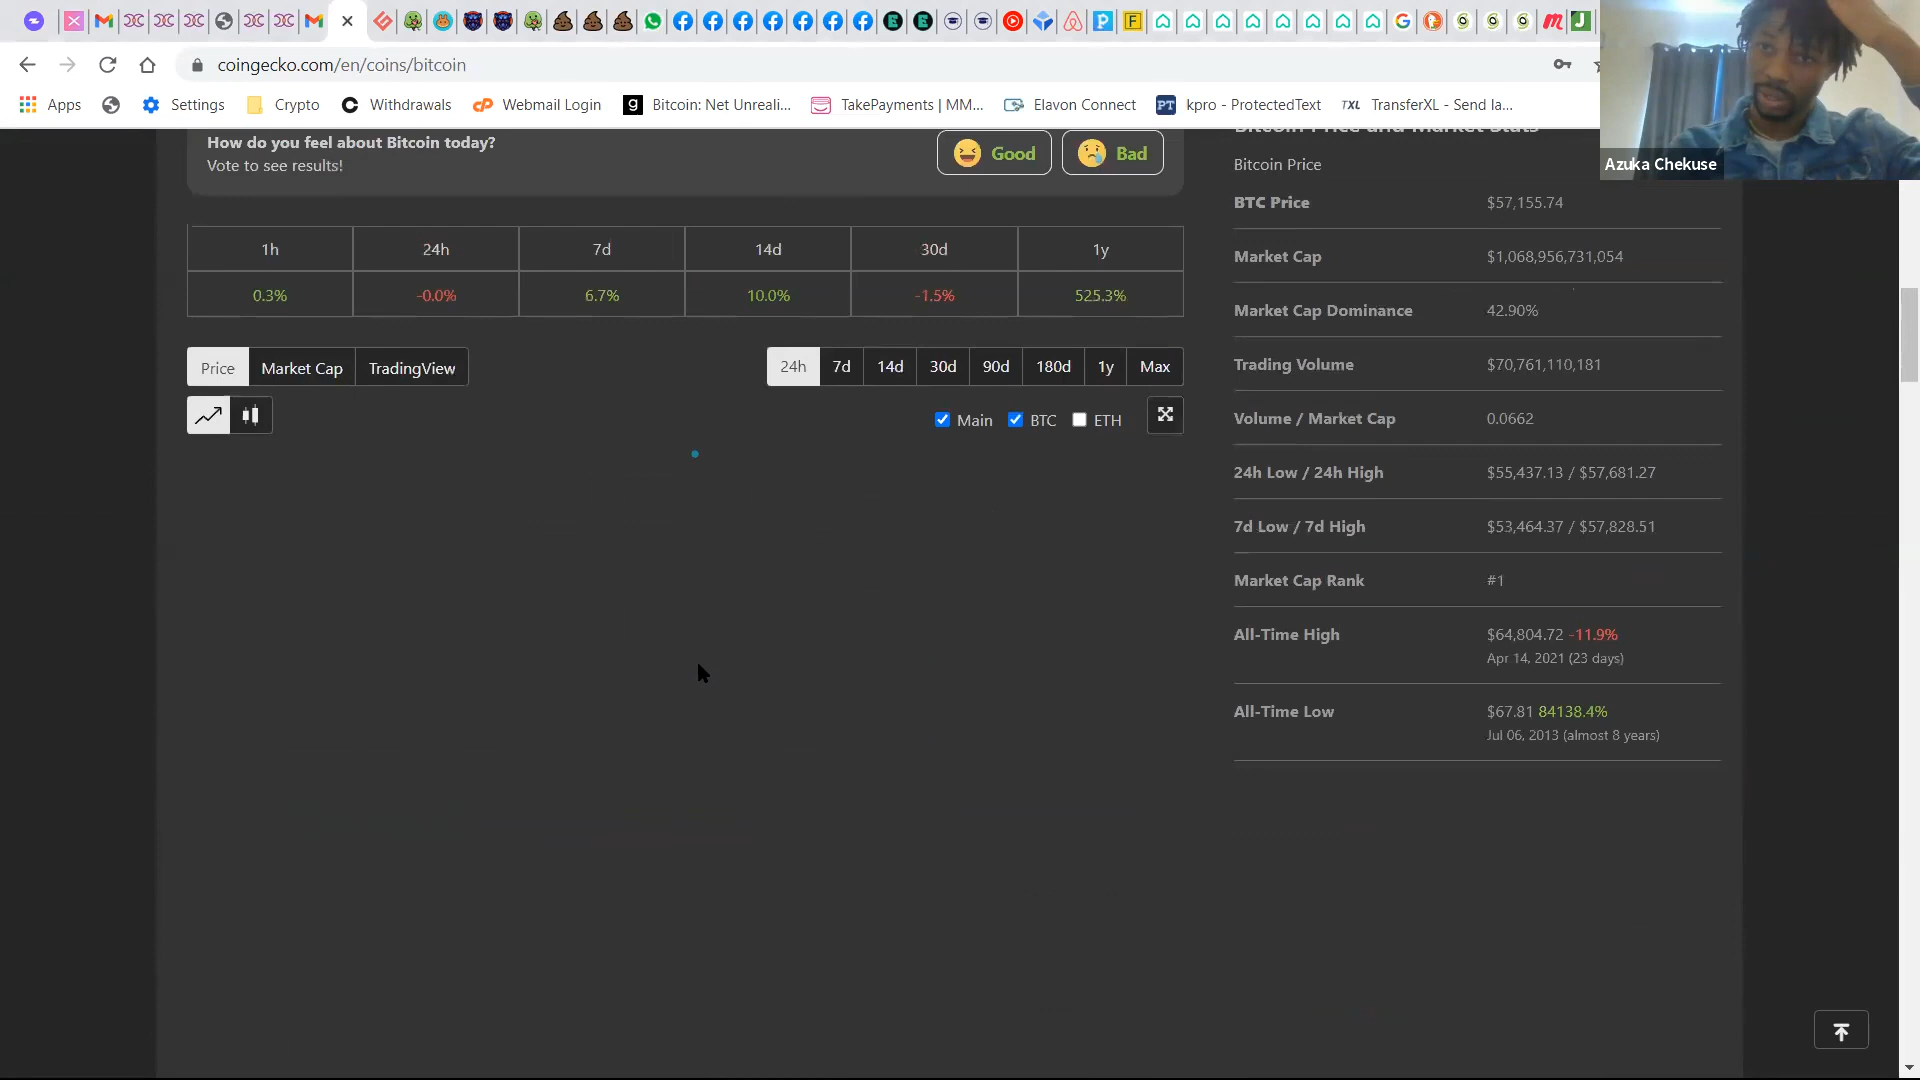 coingecko.com/en/coins/bitcoin
Apps
Settings
Crypto
Withdrawals
Webmail Login
Bitcoin: Net Unreali...
TakePayments | MM...
Elavon Connect
kpro - ProtectedText
TXL
TransferXL - Send la...
Azuka Chekuse
How do you feel about Bitcoin today?
Vote to see results!
Good
Bad
1h 24h 7d 14d 30d 1y
0.3% -0.0% 6.7% 10.0% -1.5% 525.3%
Price Market Cap TradingView
24h 7d 14d 30d 90d 180d 1y Max
Main BTC ETH
Bitcoin Price and Market Stats
Bitcoin Price
BTC Price $57,155.74
Market Cap $1,068,956,731,054
Market Cap Dominance 42.90%
Trading Volume $70,761,110,181
Volume / Market Cap 0.0662
24h Low / 24h High $55,437.13 / $57,681.27
7d Low / 7d High $53,464.37 / $57,828.51
Market Cap Rank #1
All-Time High $64,804.72 -11.9%
Apr 14, 2021 (23 days)
All-Time Low $67.81 84138.4%
Jul 06, 2013 (almost 8 years)